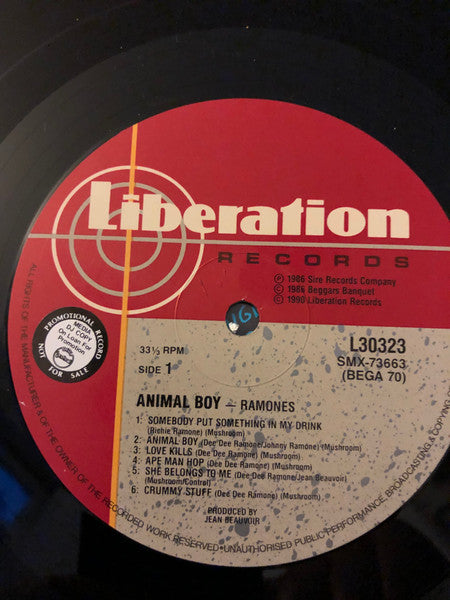 Liberation
RECORDS
℗ 1986 Sire Records Company
© 1986 Beggars Banquet
© 1990 Liberation Records
PROMOTIONAL RECORD
MEDIA
DJ COPY
On Loan For
Promotion
NOT FOR SALE
33⅓ RPM
SIDE 1
L30323
SMX-73663
(BEGA 70)
ANIMAL BOY — RAMONES
1: SOMEBODY PUT SOMETHING IN MY DRINK
(Richie Ramone) (Mushroom)
2: ANIMAL BOY (Dee Dee Ramone/Johnny Ramone) (Mushroom)
3: LOVE KILLS (Dee Dee Ramone) (Mushroom)
4: APE MAN HOP (Dee Dee Ramone) (Mushroom)
5: SHE BELONGS TO ME (Dee Dee Ramone/Jean Beauvoir)
(Mushroom/Control)
6: CRUMMY STUFF (Dee Dee Ramone) (Mushroom)
PRODUCED BY
JEAN BEAUVOIR
ALL RIGHTS OF THE MANUFACTURER & OF THE OWNER OF THE RECORDED WORK RESERVED • UNAUTHORISED PUBLIC PERFORMANCE, BROADCASTING & COPYING